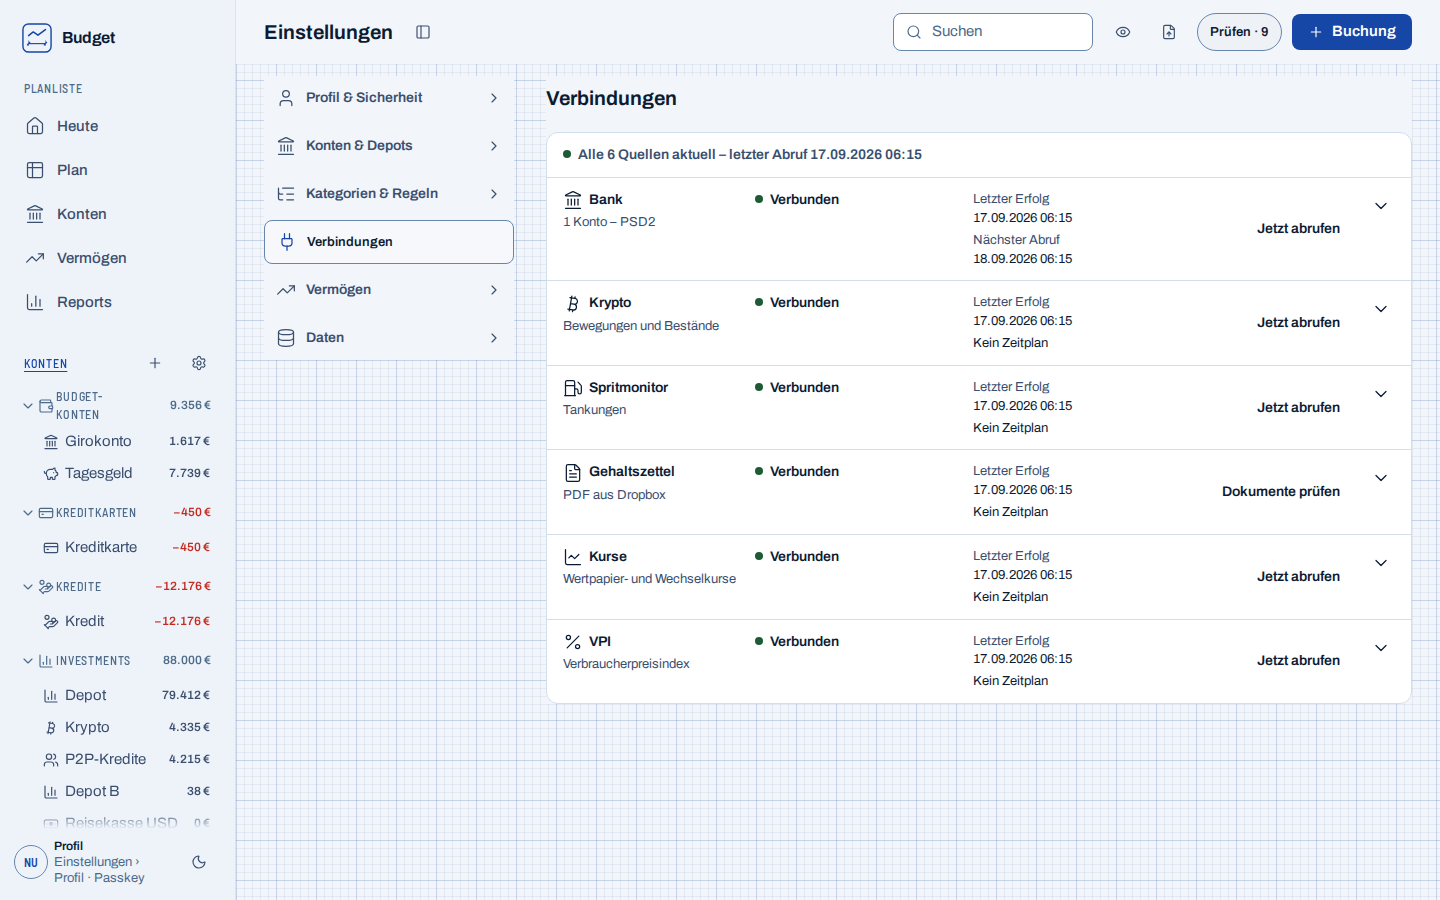 Budget
PLANLISTE
Heute
Plan
Konten
Vermögen
Reports
KONTEN
BUDGET-
KONTEN
9.356 €
Girokonto 1.617 €
Tagesgeld 7.739 €
KREDITKARTEN −450 €
Kreditkarte −450 €
KREDITE −12.176 €
Kredit −12.176 €
INVESTMENTS 88.000 €
Depot 79.412 €
Krypto 4.335 €
P2P-Kredite 4.215 €
Depot B 38 €
Reisekasse USD 0 €
NU
Profil
Einstellungen ›
Profil · Passkey
Einstellungen
Suchen
Prüfen · 9
Buchung
Profil & Sicherheit
Konten & Depots
Kategorien & Regeln
Verbindungen
Vermögen
Daten
Verbindungen
Alle 6 Quellen aktuell – letzter Abruf 17.09.2026 06:15
Bank
1 Konto – PSD2
Verbunden
Letzter Erfolg
17.09.2026 06:15
Nächster Abruf
18.09.2026 06:15
Jetzt abrufen
Krypto
Bewegungen und Bestände
Verbunden
Letzter Erfolg
17.09.2026 06:15
Kein Zeitplan
Jetzt abrufen
Spritmonitor
Tankungen
Verbunden
Letzter Erfolg
17.09.2026 06:15
Kein Zeitplan
Jetzt abrufen
Gehaltszettel
PDF aus Dropbox
Verbunden
Letzter Erfolg
17.09.2026 06:15
Kein Zeitplan
Dokumente prüfen
Kurse
Wertpapier- und Wechselkurse
Verbunden
Letzter Erfolg
17.09.2026 06:15
Kein Zeitplan
Jetzt abrufen
VPI
Verbraucherpreisindex
Verbunden
Letzter Erfolg
17.09.2026 06:15
Kein Zeitplan
Jetzt abrufen